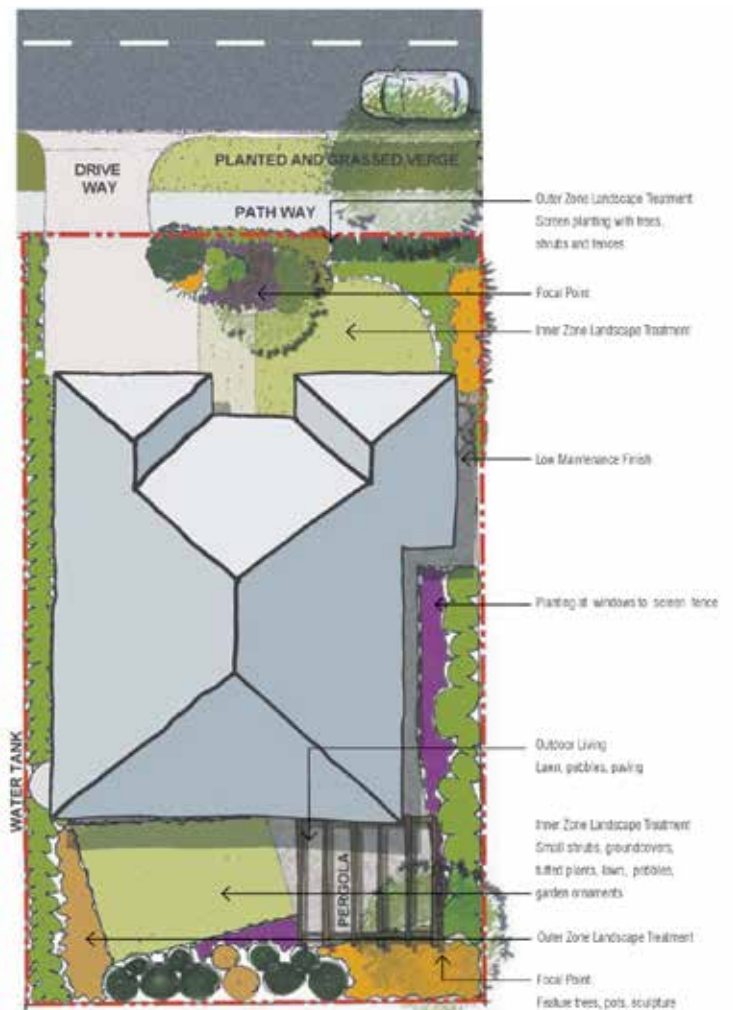 PLANTED AND GRASSED VERGE
DRIVE
WAY
PATH WAY
Outer Zone Landscape Treatment
Screen planting with trees,
shrubs and fences
Focal Point
Inner Zone Landscape Treatment
Low Maintenance Finish
Planting at windows to screen fence
Outdoor Living
Lawn, pebbles, paving
WATER TANK
Inner Zone Landscape Treatment
Small shrubs, groundcovers,
tufted plants, lawn, pebbles,
garden ornaments
PERGOLA
Outer Zone Landscape Treatment
Focal Point
Feature trees, pots, sculpture